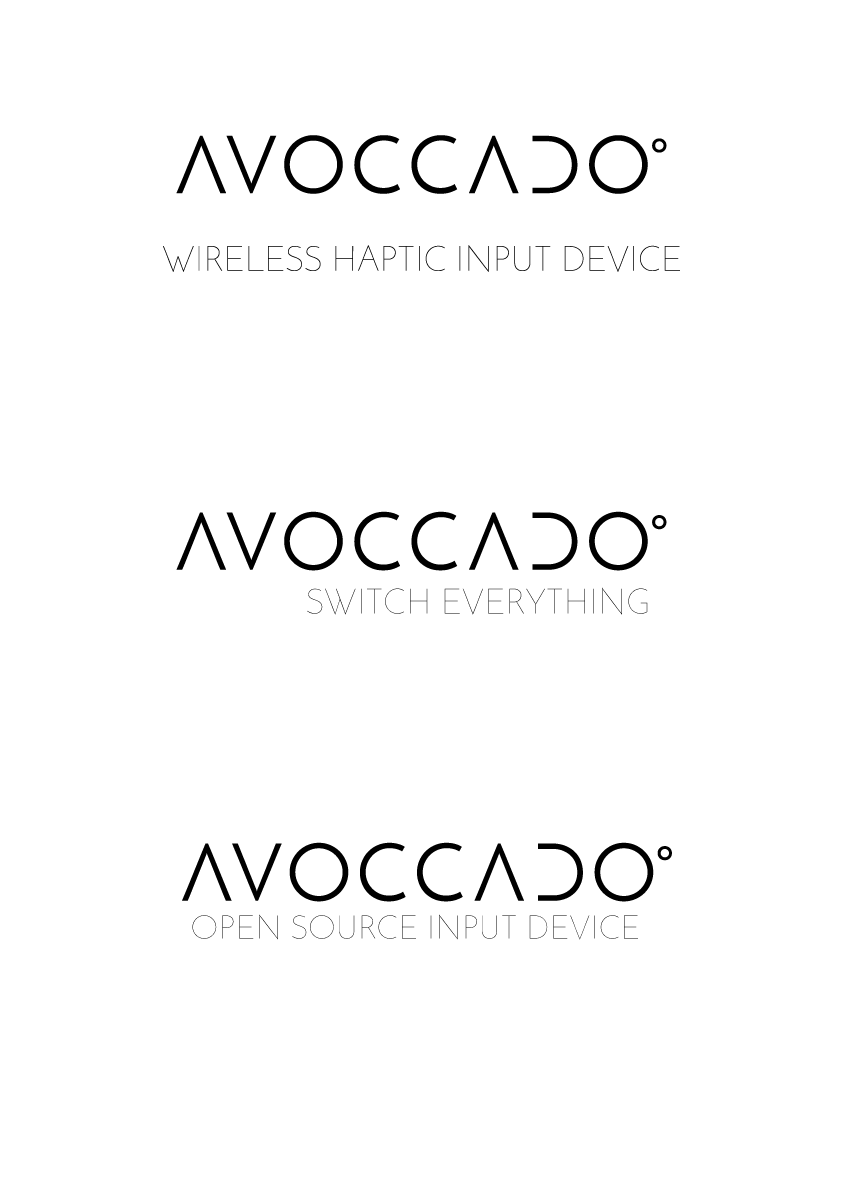 AVOCCADO°
WIRELESS HAPTIC INPUT DEVICE
AVOCCADO°
SWITCH EVERYTHING
AVOCCADO°
OPEN SOURCE INPUT DEVICE